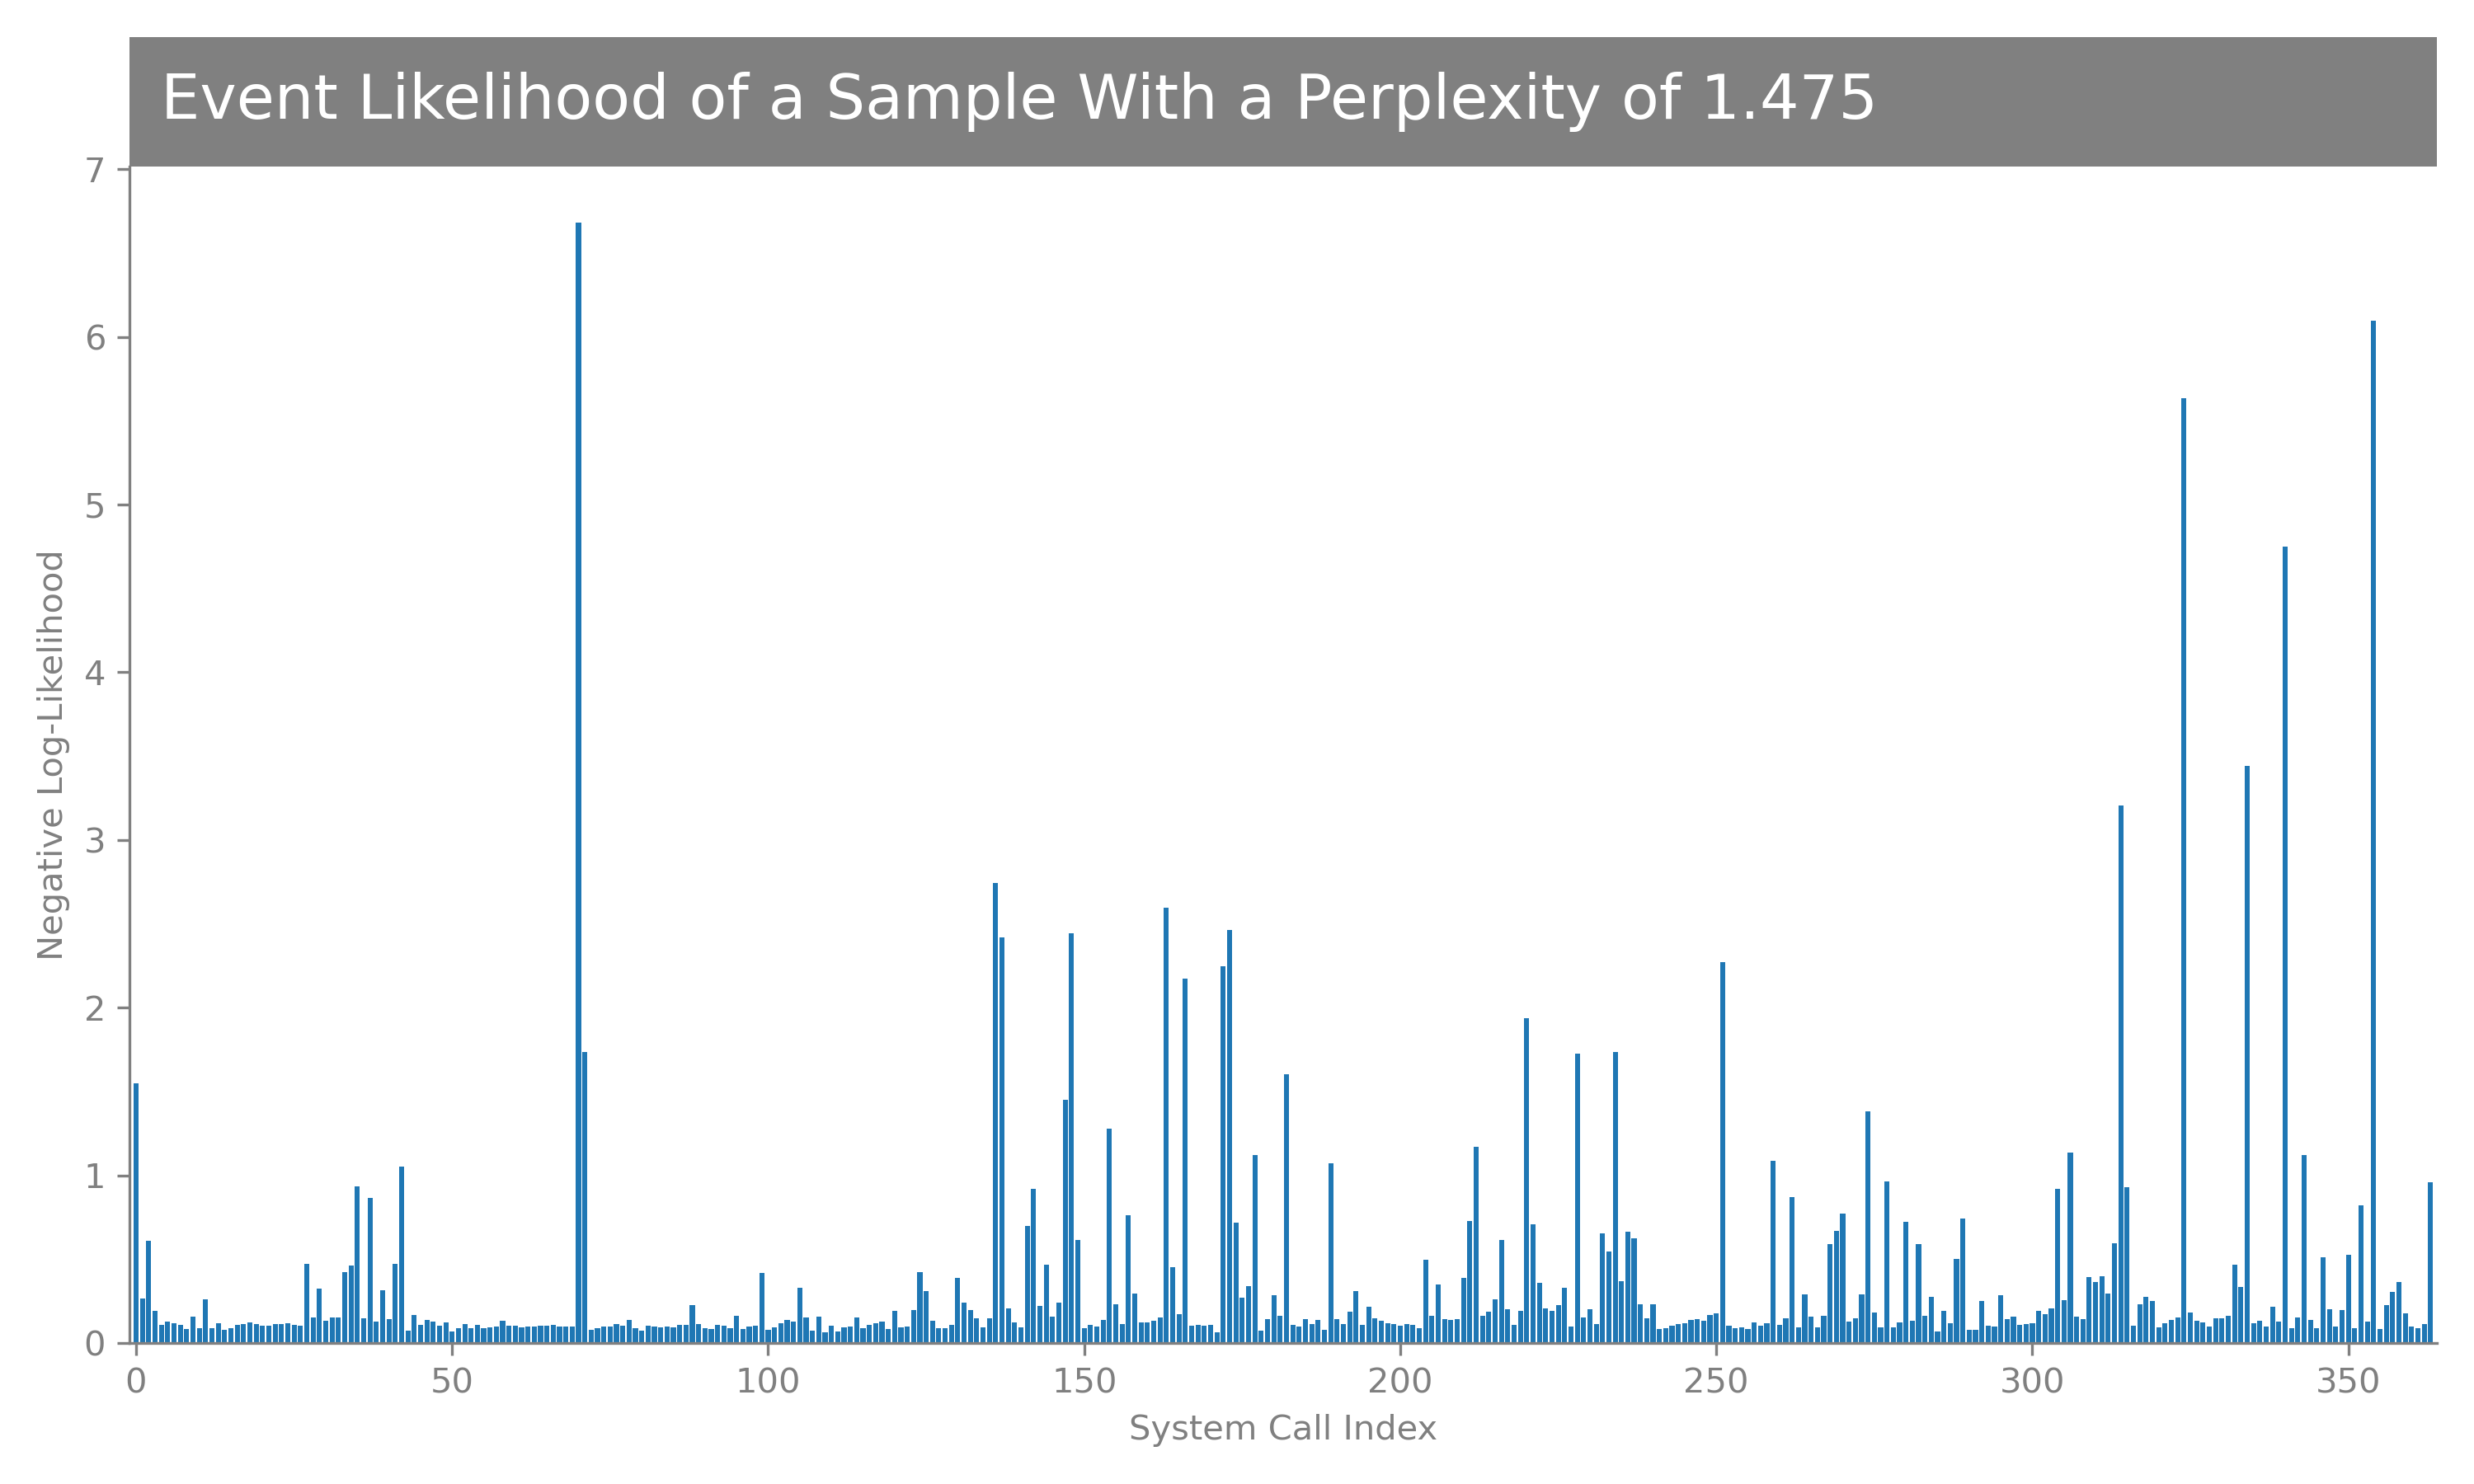 Event Likelihood of a Sample With a Perplexity of 1.475
7
6
5
4
3
2
1
0
Negative Log-Likelihood
0 50 100 150 200 250 300 350
System Call Index